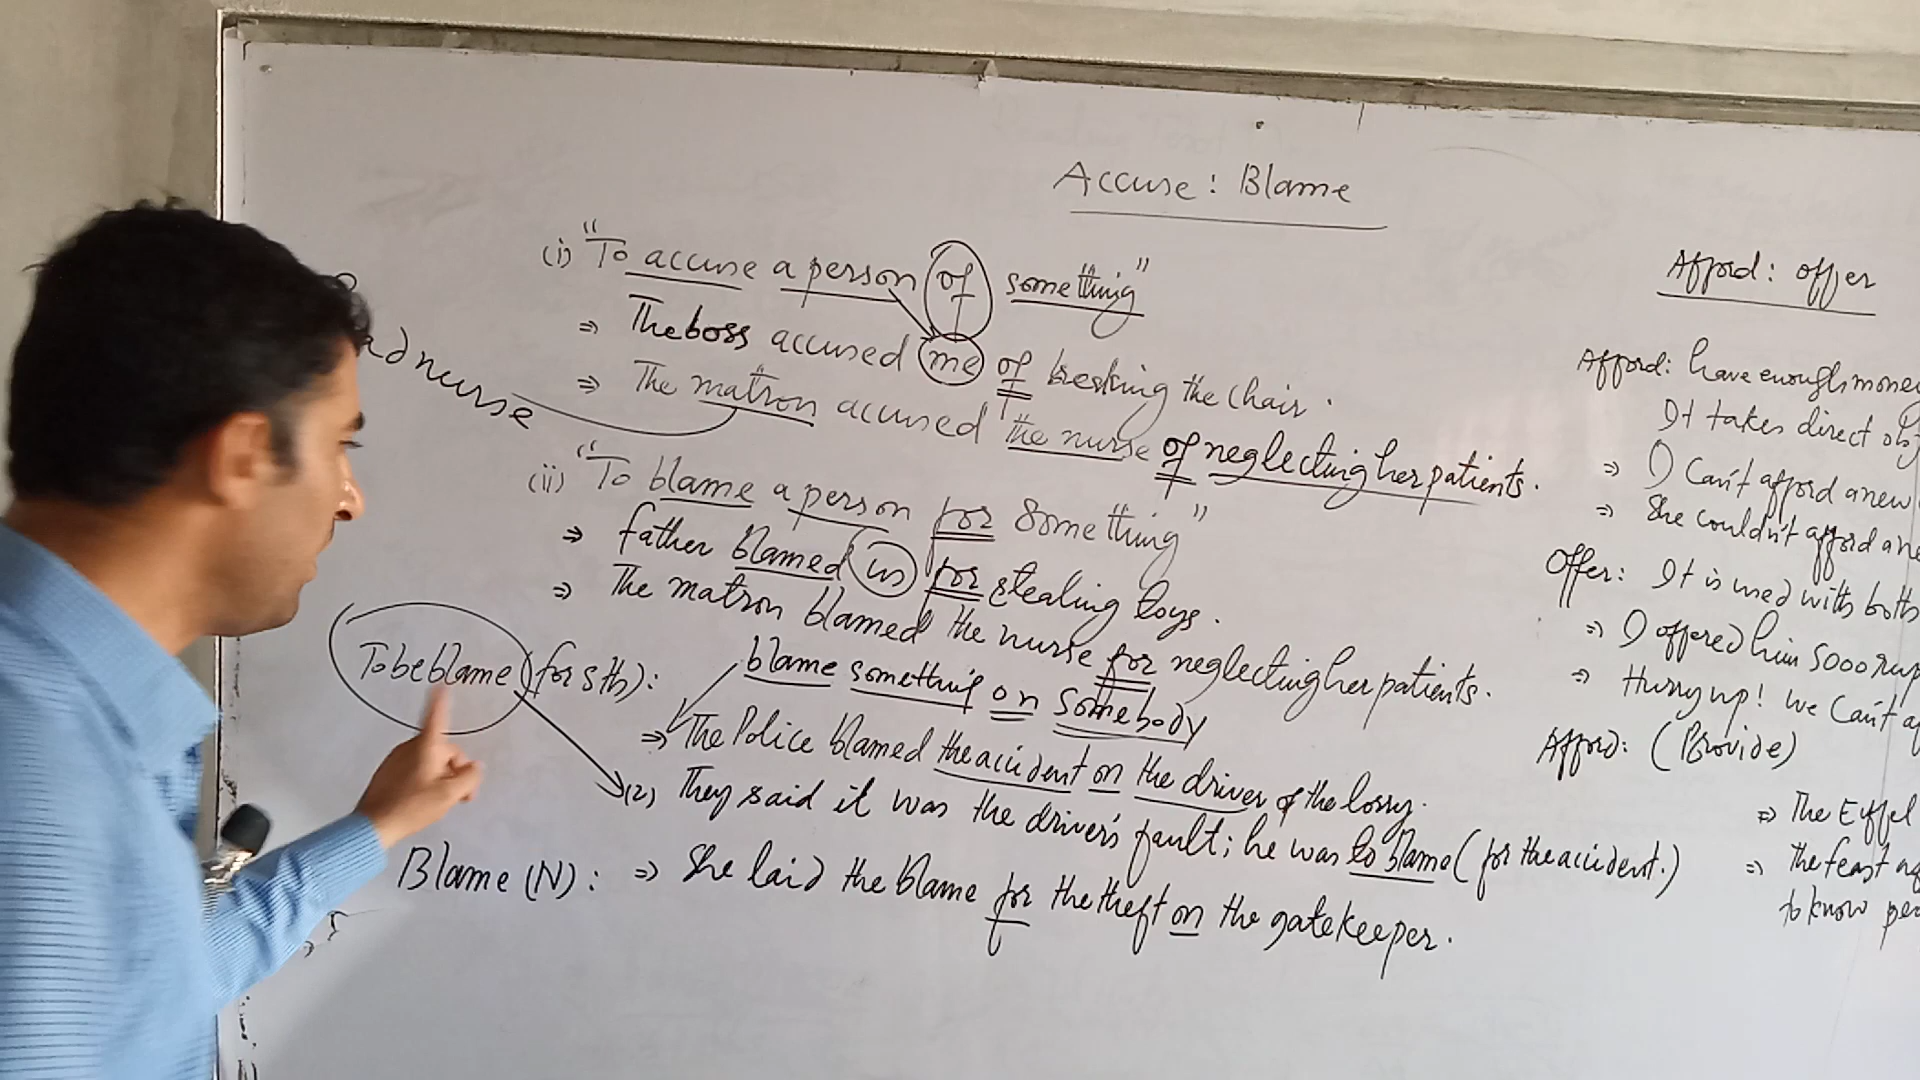 Accuse: Blame
(i) "To accuse a person of something"
⇒ The boss accused me of breaking the chair.
⇒ The matron accused the nurse of neglecting her patients.
ad nurse
(ii) "To blame a person for something"
⇒ father blamed us for stealing toys.
⇒ The matron blamed the nurse for neglecting her patients.
To be blame (for sth):
blame something on somebody
⇒ The Police blamed the accident on the driver of the lorry.
(2) They said it was the driver's fault; he was to blame (for the accident.)
Blame (N): ⇒ She laid the blame for the theft on the gatekeeper.
Afford: offer
Afford: have enough money
It takes direct obj
⇒ I Can't afford a new
⇒ She couldn't afford a ne
Offer: It is used with both
⇒ I offered him 5000 rup
⇒ Hurry up! we Can't a
Afford: (Provide)
⇒ The Eiffel
⇒ the feast
to know per